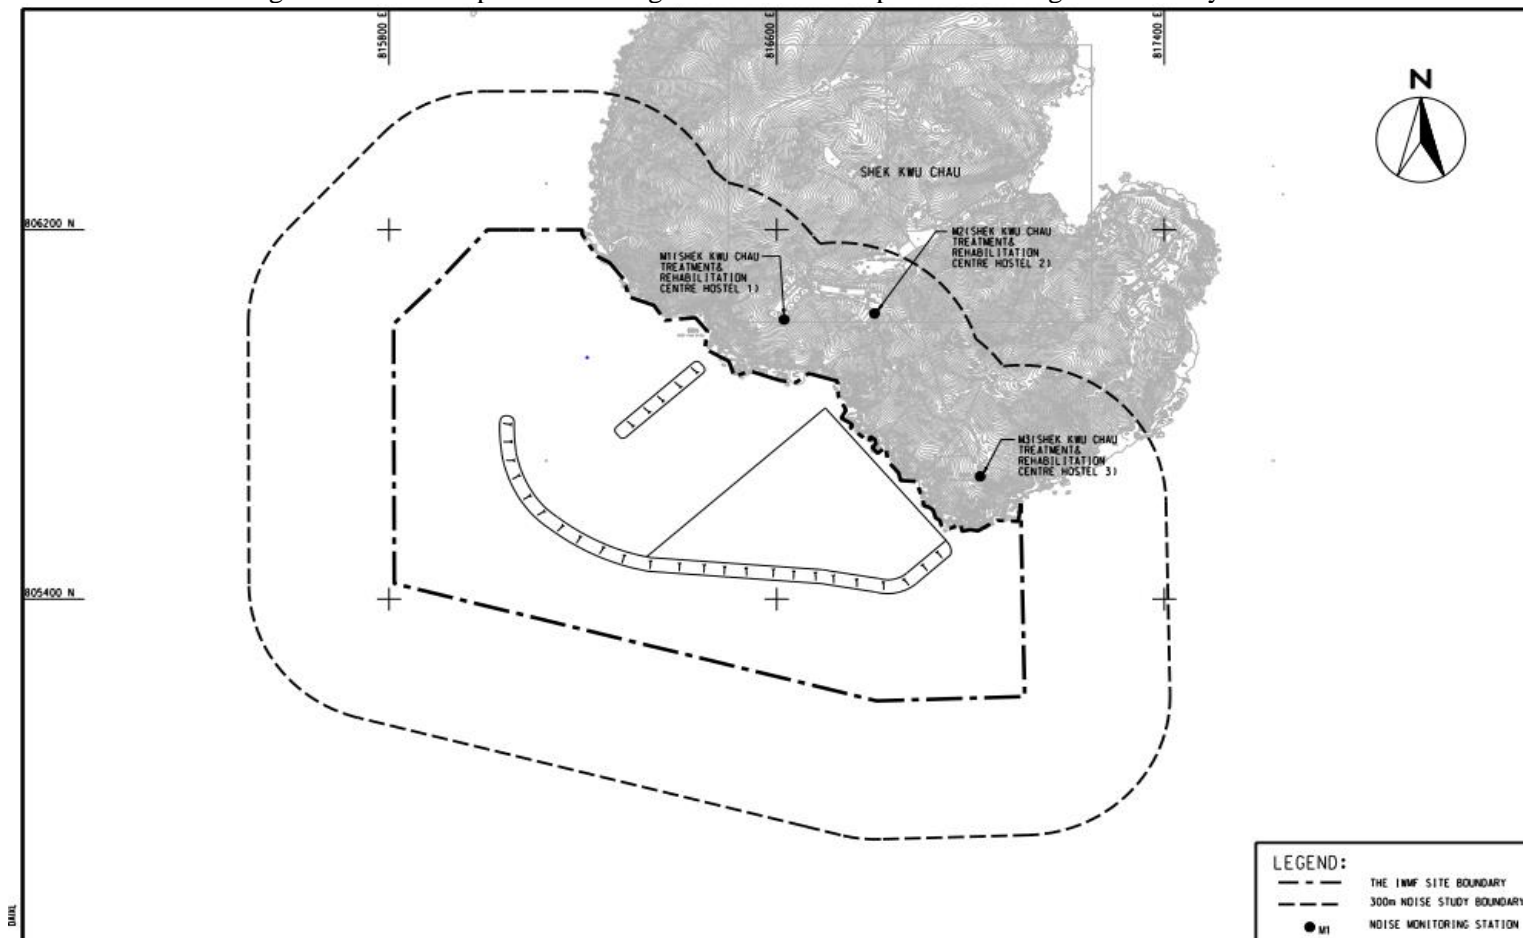 815800 E
816600 E
817400 E
N
SHEK KWU CHAU
806200 N
M2(SHEK KWU CHAU
TREATMENT&
REHABILITATION
CENTRE HOSTEL 2)
M1(SHEK KWU CHAU
TREATMENT&
REHABILITATION
CENTRE HOSTEL 1)
M3(SHEK KWU CHAU
TREATMENT&
REHABILITATION
CENTRE HOSTEL 3)
805400 N
LEGEND:
THE IWMF SITE BOUNDARY
300m NOISE STUDY BOUNDARY
M1 NOISE MONITORING STATION